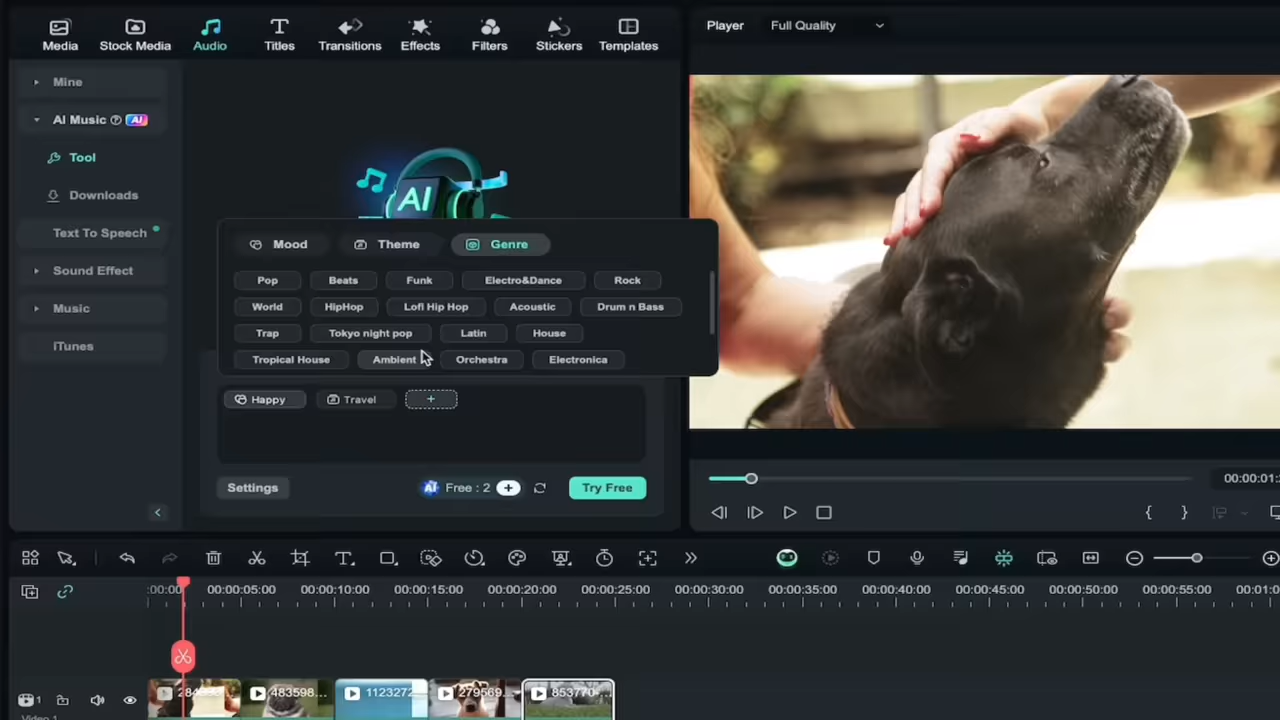 Media Stock Media Audio Titles Transitions Effects Filters Stickers Templates
Player Full Quality
Mine
AI Music AI
Tool
Downloads
Text To Speech
Sound Effect
Music
iTunes
AI
Mood Theme Genre
Pop Beats Funk Electro&Dance Rock
World HipHop Lofi Hip Hop Acoustic Drum n Bass
Trap Tokyo night pop Latin House
Tropical House Ambient Orchestra Electronica
Happy Travel +
Settings AI Free : 2 + Try Free
00:00:01:
:00:00 00:00:05:00 00:00:10:00 00:00:15:00 00:00:20:00 00:00:25:00 00:00:30:00 00:00:35:00 00:00:40:00 00:00:45:00 00:00:50:00 00:00:55:00 00:01:0
483598... 1123272 279569... 853770-...
1
Video 1